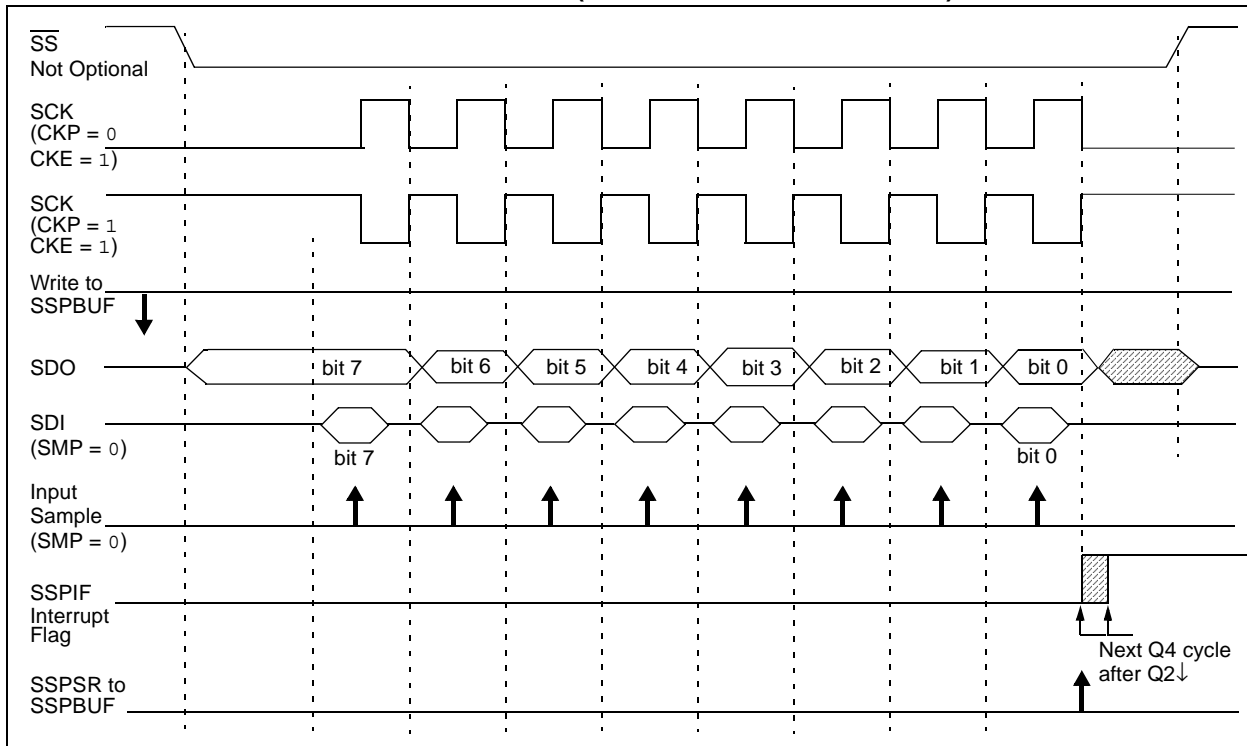 SS
Not Optional
SCK
(CKP = 0
CKE = 1)
SCK
(CKP = 1
CKE = 1)
Write to
SSPBUF
SDO
bit 7
bit 6
bit 5
bit 4
bit 3
bit 2
bit 1
bit 0
SDI
(SMP = 0)
bit 7
bit 0
Input
Sample
(SMP = 0)
SSPIF
Interrupt
Flag
Next Q4 cycle
after Q2↓
SSPSR to
SSPBUF